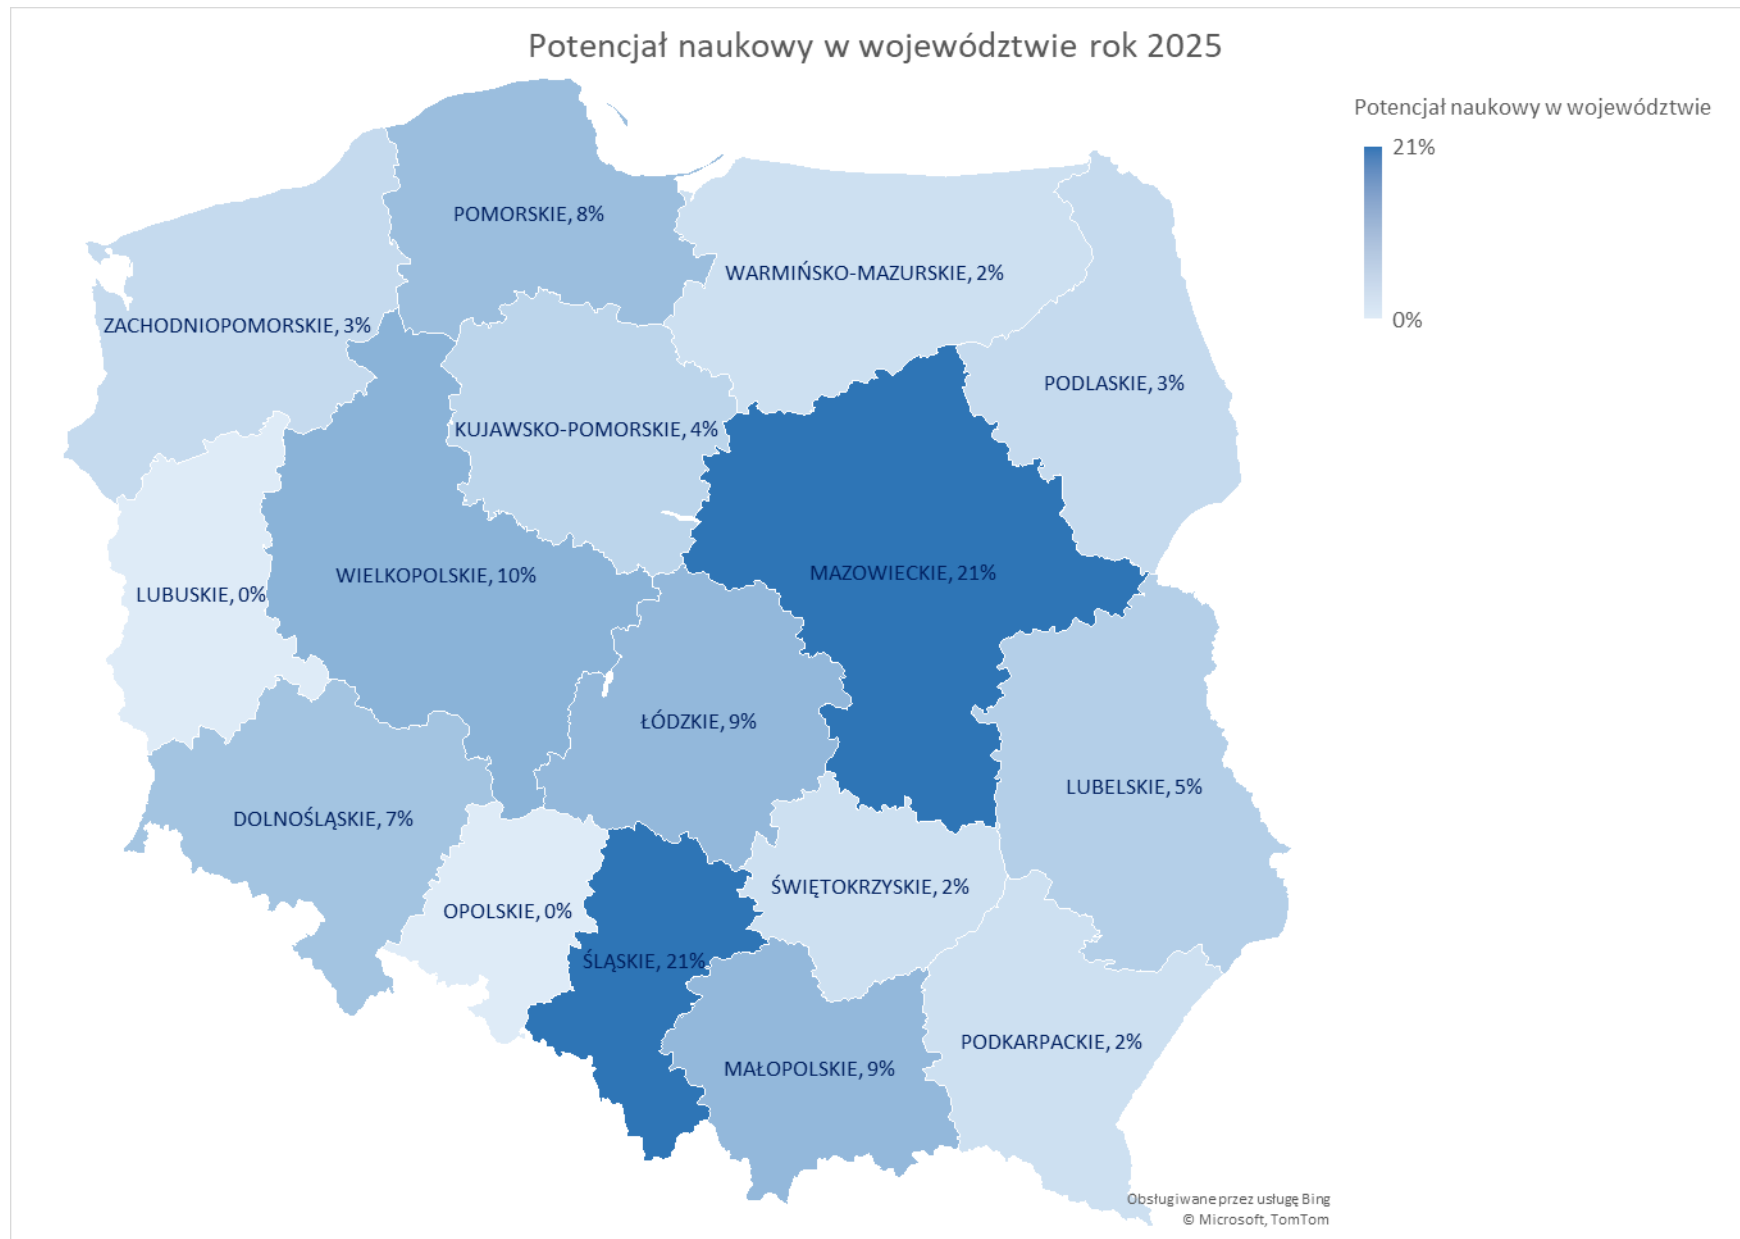 Potencjał naukowy w województwie rok 2025
Potencjał naukowy w województwie
21%
0%
POMORSKIE, 8%
WARMIŃSKO-MAZURSKIE, 2%
ZACHODNIOPOMORSKIE, 3%
PODLASKIE, 3%
KUJAWSKO-POMORSKIE, 4%
MAZOWIECKIE, 21%
WIELKOPOLSKIE, 10%
LUBUSKIE, 0%
ŁÓDZKIE, 9%
LUBELSKIE, 5%
DOLNOŚLĄSKIE, 7%
ŚWIĘTOKRZYSKIE, 2%
OPOLSKIE, 0%
ŚLĄSKIE, 21%
PODKARPACKIE, 2%
MAŁOPOLSKIE, 9%
Obsługiwane przez usługę Bing
© Microsoft, TomTom